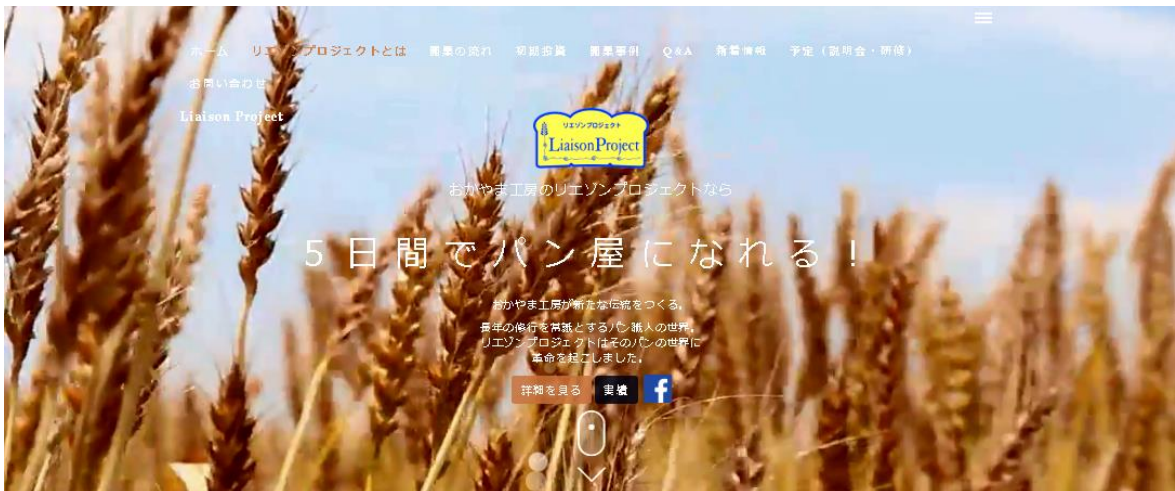 ホーム リエゾンプロジェクトとは 開業の流れ 初期投資 開業事例 Q&A 新着情報 予定（説明会・研修）
お問い合わせ
Liaison Project
リエゾンプロジェクト
Liaison Project
おかやま工房のリエゾンプロジェクトなら
5日間でパン屋になれる！
おかやま工房が新たな伝統をつくる。
長年の修行を常識とするパン職人の世界。
リエゾンプロジェクトはそのパンの世界に
革命を起こしました。
詳細を見る 実績 f